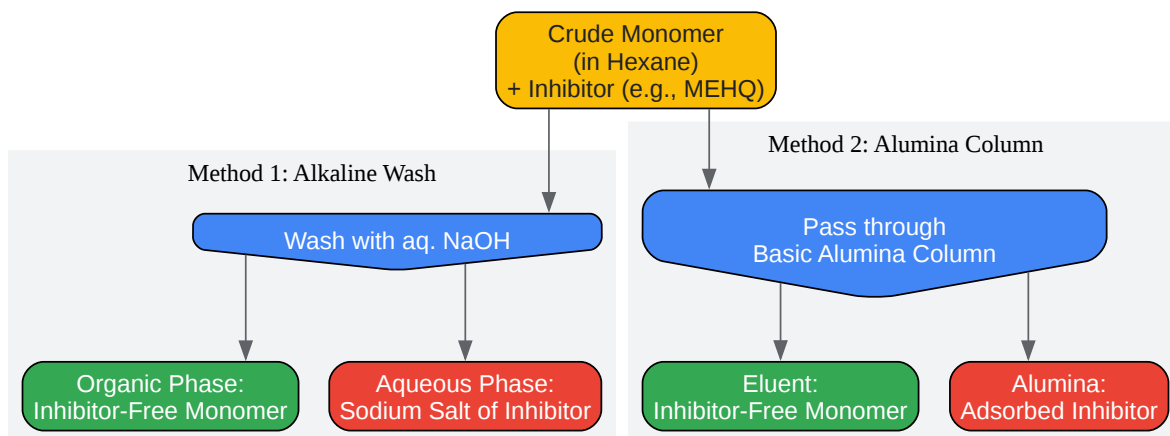 Crude Monomer
(in Hexane)
+ Inhibitor (e.g., MEHQ)
Method 1: Alkaline Wash
Wash with aq. NaOH
Organic Phase:
Inhibitor-Free Monomer
Aqueous Phase:
Sodium Salt of Inhibitor
Method 2: Alumina Column
Pass through
Basic Alumina Column
Eluent:
Inhibitor-Free Monomer
Alumina:
Adsorbed Inhibitor